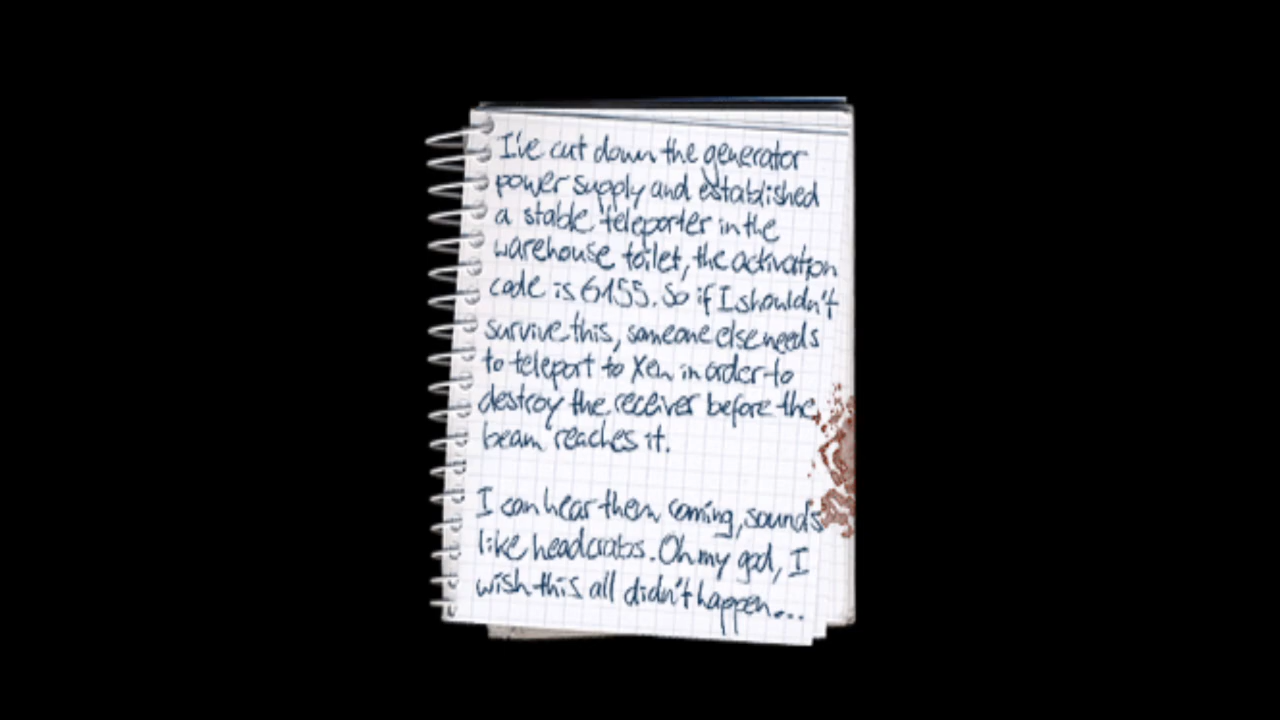 I've cut down the generator
power supply and established
a stable teleporter in the
warehouse toilet, the activation
code is 6155. So if I shouldn't
survive this, someone else needs
to teleport to Xen in order to
destroy the receiver before the
beam reaches it.
I can hear them coming, sounds
like headcrabs. Oh my god, I
wish this all didn't happen...